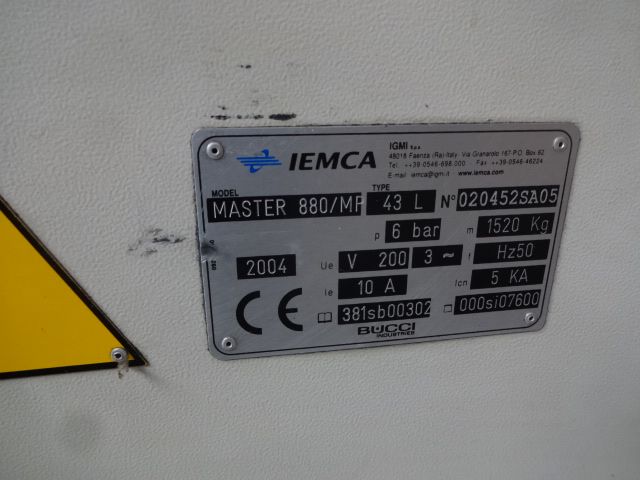 IEMCA
IGMI s.p.a.
48018 Faenza (Ra)-Italy Via Granarolo 167-P.O. Box.62
Tel. ++39-0546-698.000 Fax ++39-0546-46224
E-mail iemca@igmi.it www.iemca.com
MODEL TYPE
MASTER 880/MF 43 L N° 020452SA05
p 6 bar m 1520 Kg
2004 Ue V 200 3 ~ f Hz50
Ie 10 A Icn 5 KA
CE 381sb00302 000si07600
BUCCI
INDUSTRIES